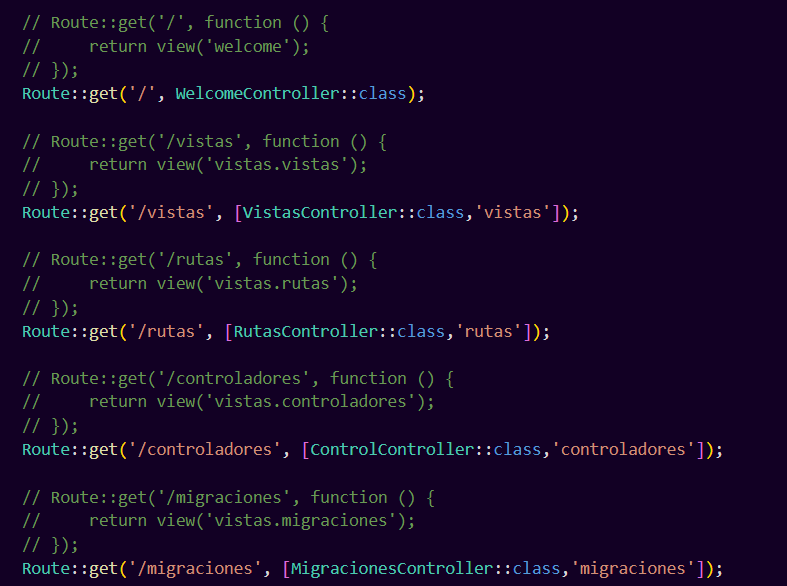 // Route::get('/', function () {
//     return view('welcome');
// });
Route::get('/', WelcomeController::class);

// Route::get('/vistas', function () {
//     return view('vistas.vistas');
// });
Route::get('/vistas', [VistasController::class,'vistas']);

// Route::get('/rutas', function () {
//     return view('vistas.rutas');
// });
Route::get('/rutas', [RutasController::class,'rutas']);

// Route::get('/controladores', function () {
//     return view('vistas.controladores');
// });
Route::get('/controladores', [ControlController::class,'controladores']);

// Route::get('/migraciones', function () {
//     return view('vistas.migraciones');
// });
Route::get('/migraciones', [MigracionesController::class,'migraciones']);